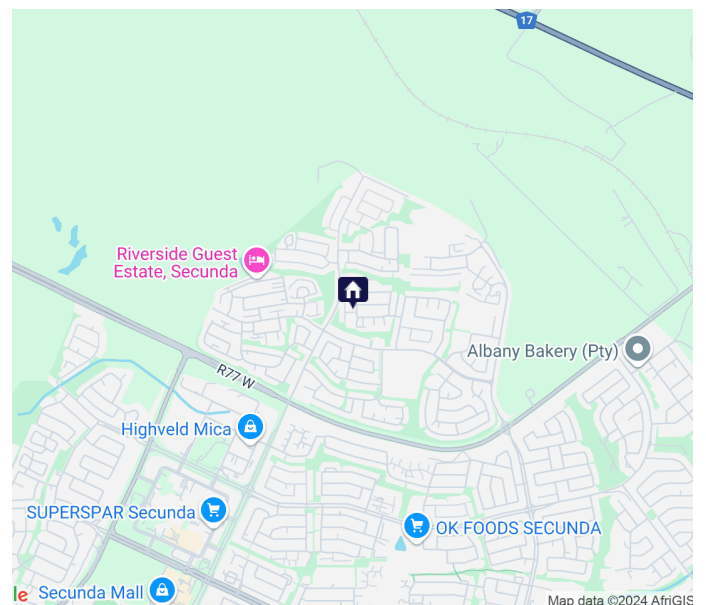 17
Riverside Guest
Estate, Secunda
Albany Bakery (Pty)
R77 W
Highveld Mica
SUPERSPAR Secunda
OK FOODS SECUNDA
le
Secunda Mall
Map data ©2024 AfriGIS